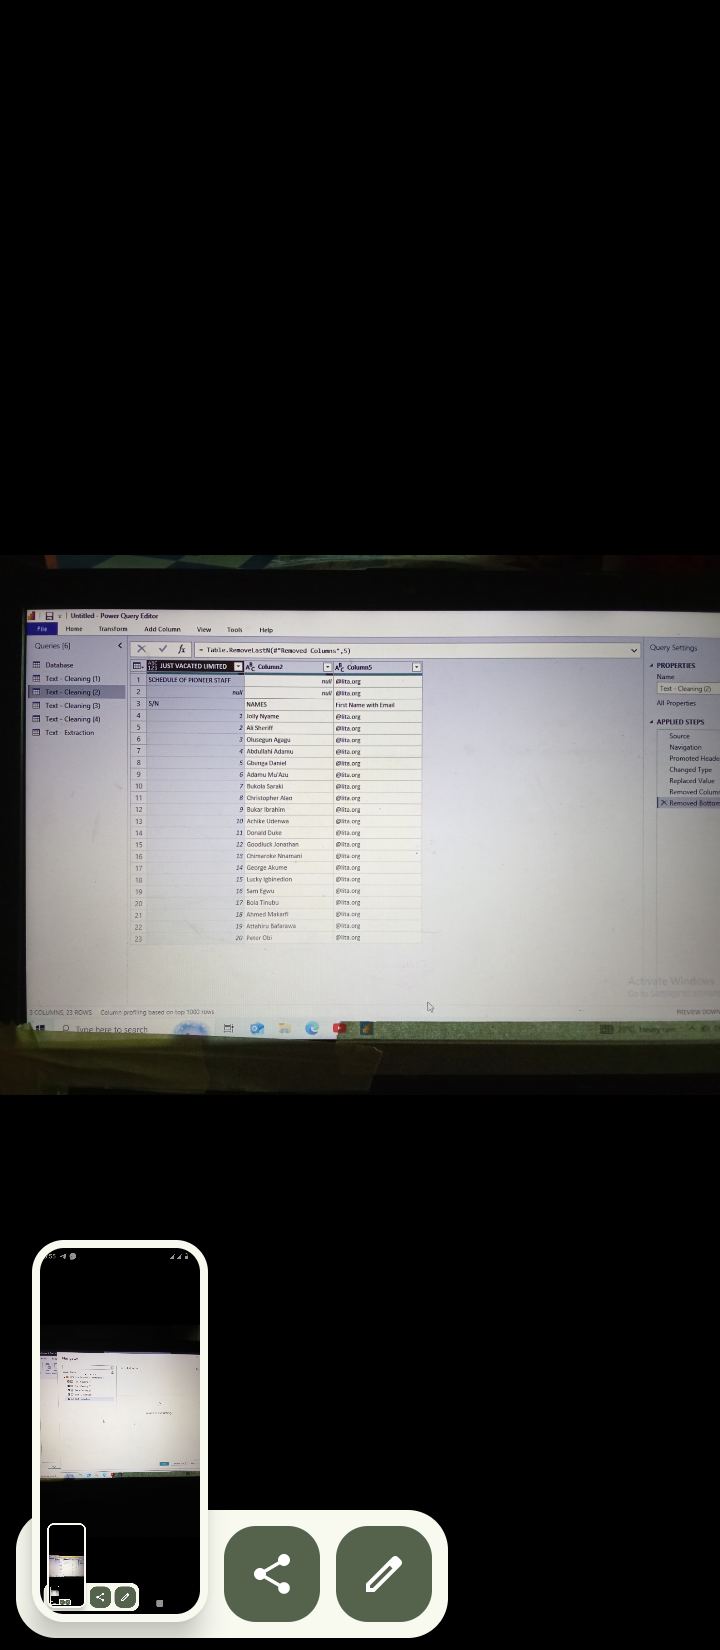 Untitled - Power Query Editor
File Home Transform Add Column View Tools Help
Queries [6]
= Table.RemoveLastN(#"Removed Columns",5)
Query Settings
Database
Text - Cleaning (1)
Text - Cleaning (2)
Text - Cleaning (3)
Text - Cleaning (4)
Text - Extraction
JUST VACATED LIMITED Column2 Column5
1 SCHEDULE OF PIONEER STAFF null @lita.org
2 null null @lita.org
3 S/N NAMES First Name with Email
4 1 Jolly Nyame @lita.org
5 2 Ali Sheriff @lita.org
6 3 Olusegun Agagu @lita.org
7 4 Abdullahi Adamu @lita.org
8 5 Gbenga Daniel @lita.org
9 6 Adamu Mu'Azu @lita.org
10 7 Bukola Saraki @lita.org
11 8 Christopher Alao @lita.org
12 9 Bukar Ibrahim @lita.org
13 10 Achike Udenwa @lita.org
14 11 Donald Duke @lita.org
15 12 Goodluck Jonathan @lita.org
16 13 Chimaroke Nnamani @lita.org
17 14 George Akume @lita.org
18 15 Lucky Igbinedion @lita.org
19 16 Sam Egwu @lita.org
20 17 Bola Tinubu @lita.org
21 18 Ahmed Makarfi @lita.org
22 19 Attahiru Bafarawa @lita.org
23 20 Peter Obi @lita.org
PROPERTIES
Name
Text - Cleaning (2)
All Properties
APPLIED STEPS
Source
Navigation
Promoted Heade
Changed Type
Replaced Value
Removed Column
Removed Bottom
Activate Windows
3 COLUMNS, 23 ROWS Column profiling based on top 1000 rows
PREVIEW DOWN
Type here to search